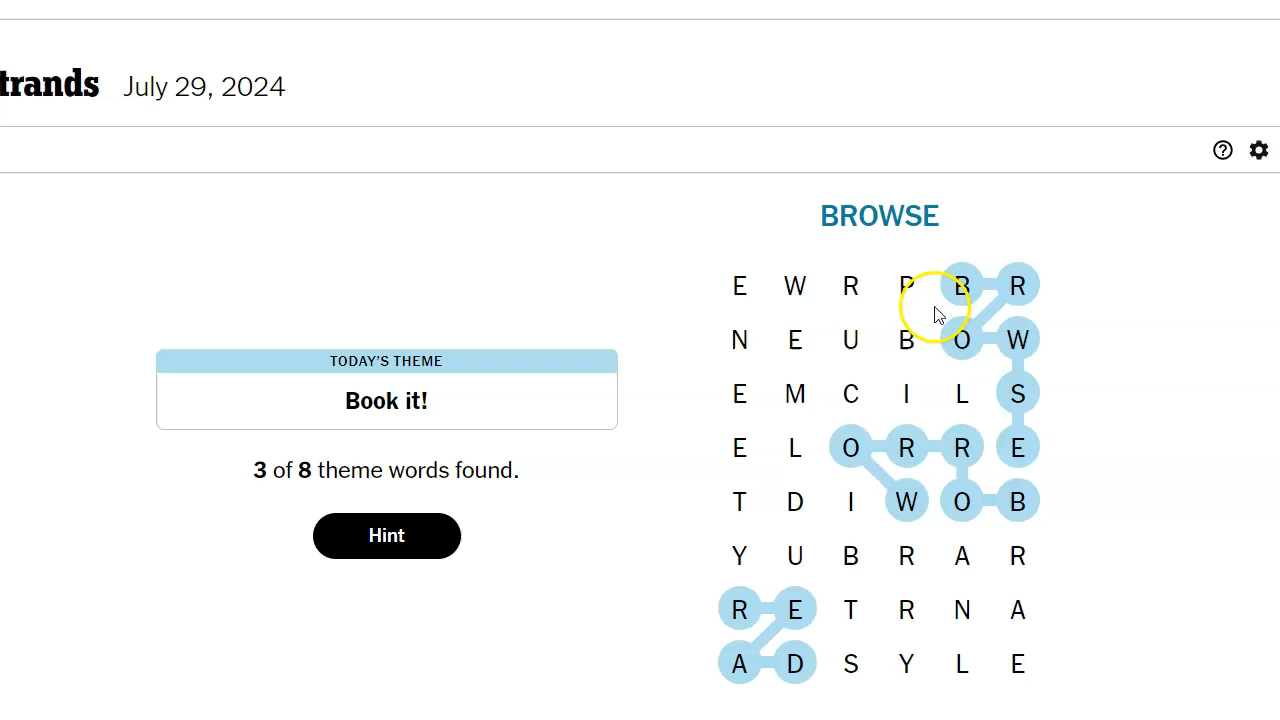 trands July 29, 2024
BROWSE
E W R P B R
N E U B O W
E M C I L S
E L O R R E
T D I W O B
Y U B R A R
R E T R N A
A D S Y L E
TODAY'S THEME
Book it!
3 of 8 theme words found.
Hint